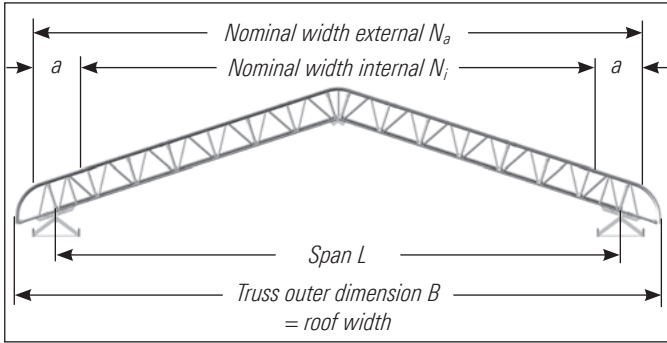 Nominal width external Nₐ
a Nominal width internal Nᵢ a
Span L
Truss outer dimension B
= roof width